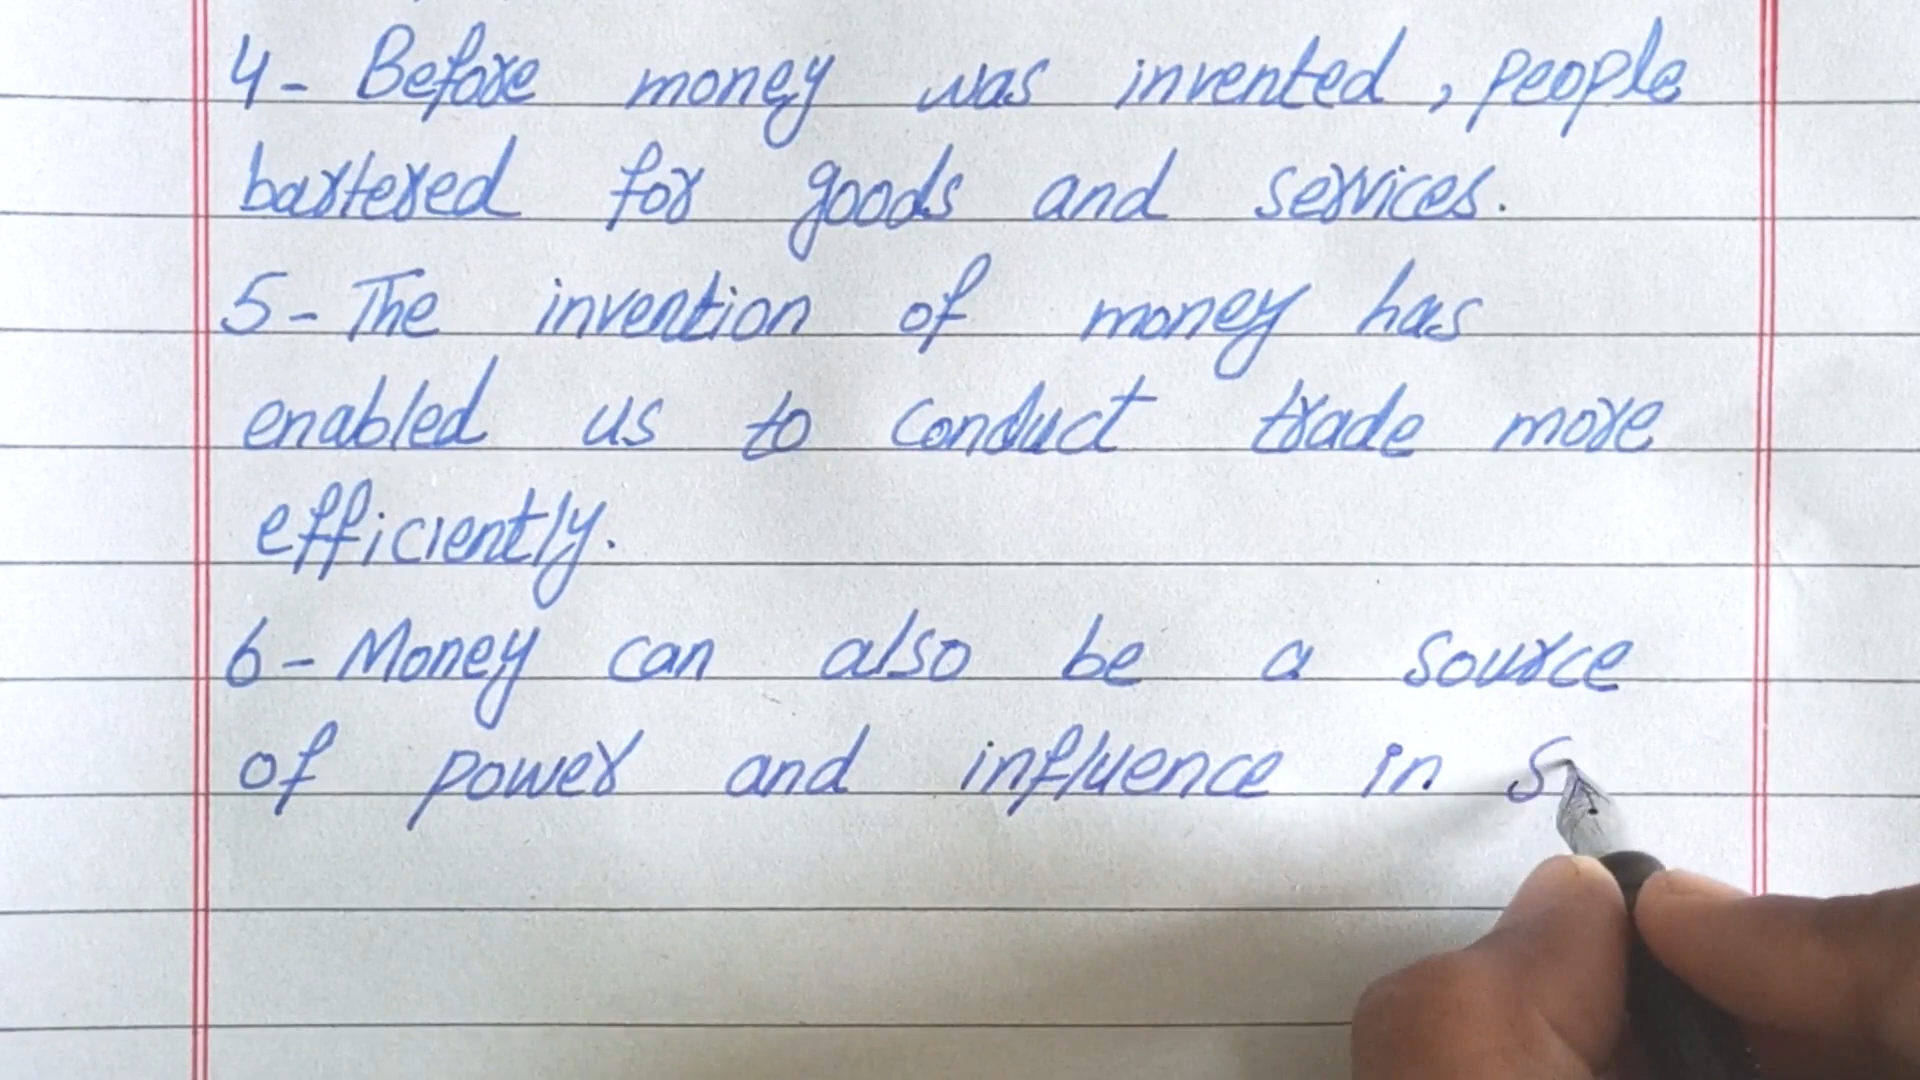 4- Before money was invented, people
bartered for goods and services.
5- The invention of money has
enabled us to conduct trade more
efficiently.
6- Money can also be a source
of power and influence in S